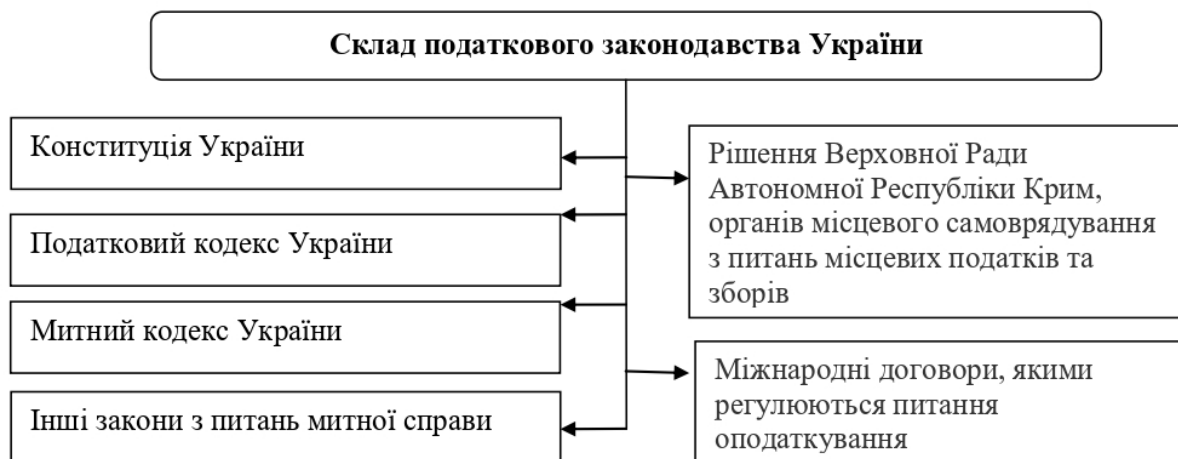 Склад податкового законодавства України
Конституція України
Податковий кодекс України
Митний кодекс України
Інші закони з питань митної справи
Рішення Верховної Ради
Автономної Республіки Крим,
органів місцевого самоврядування
з питань місцевих податків та
зборів
Міжнародні договори, якими
регулюються питання
оподаткування